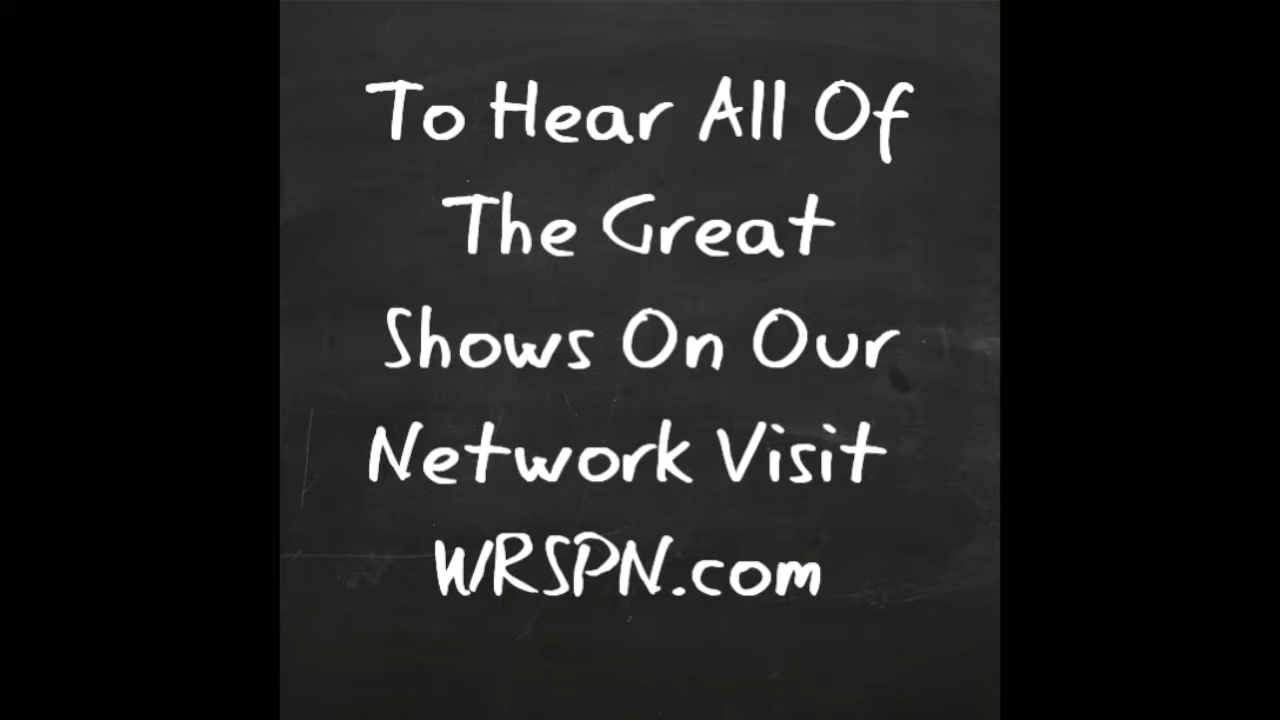 To Hear All Of
The Great
Shows On Our
Network Visit
WRSPN.com